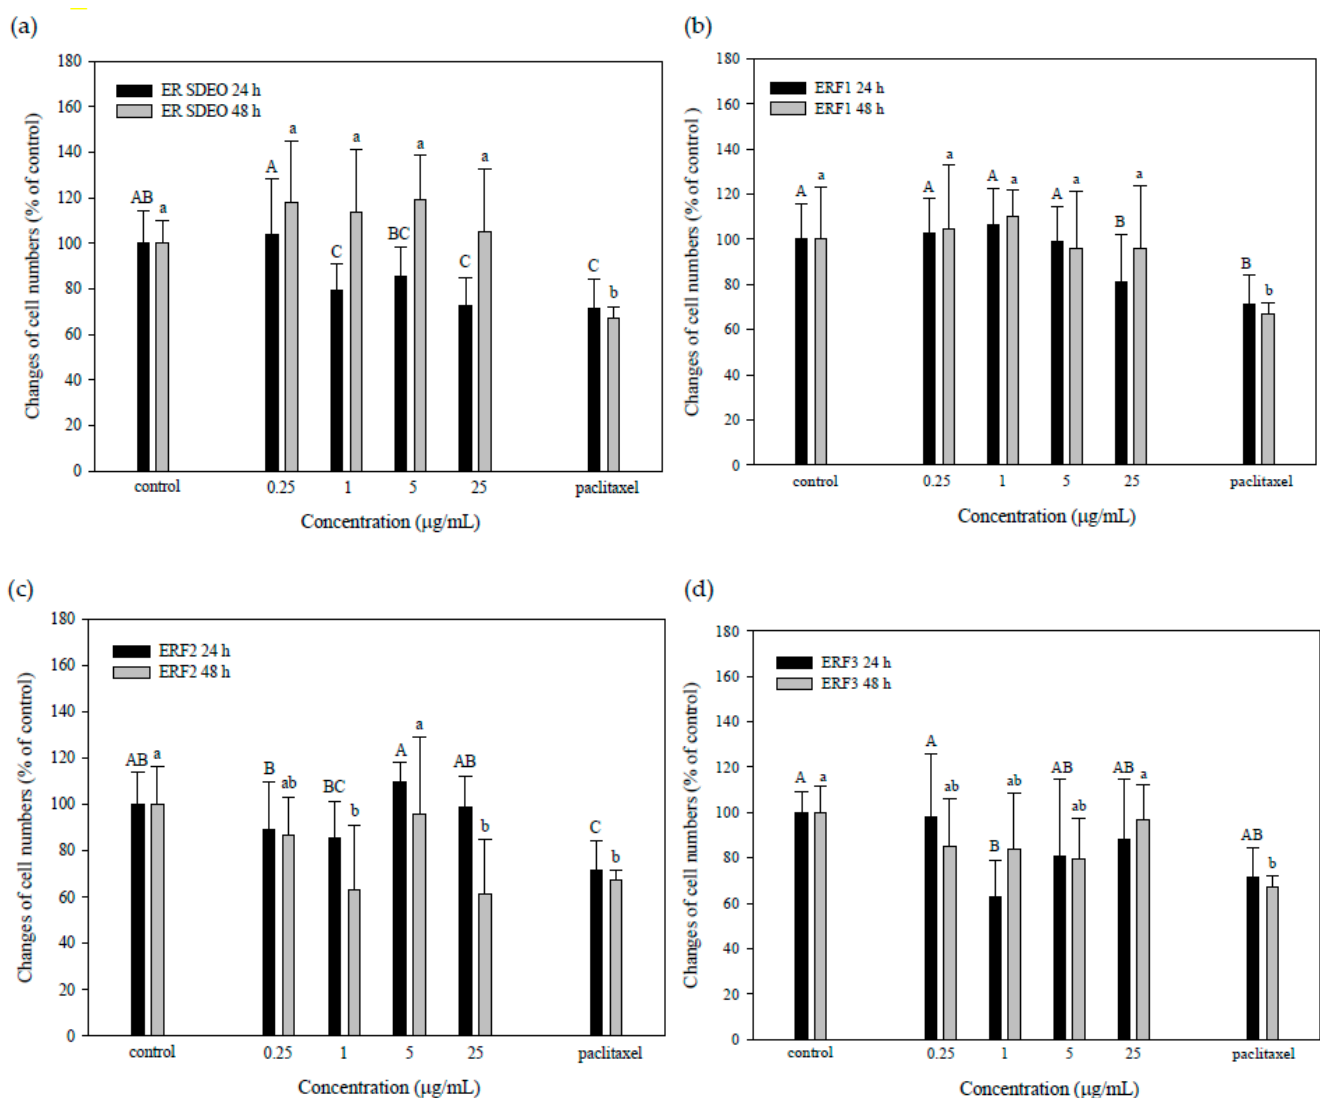 (a)
180
160
140
120
100
80
60
40
20
0
Changes of cell numbers (% of control)
ER SDEO 24 h
ER SDEO 48 h
AB
a
A
a
C
a
BC
a
C
a
C
b
control
0.25
1
5
25
paclitaxel
Concentration (μg/mL)
(b)
180
160
140
120
100
80
60
40
20
0
Changes of cell numbers (% of control )
ERF1 24 h
ERF1 48 h
A
a
A
a
A
a
A
a
B
a
B
b
control
0.25
1
5
25
paclitaxel
Concentration (μg/mL)
(c)
180
160
140
120
100
80
60
40
20
0
Changes of cell numbers (% of control)
ERF2 24 h
ERF2 48 h
AB
a
B
ab
BC
b
A
a
AB
b
C
b
control
0.25
1
5
25
paclitaxel
Concentration (μg/mL)
(d)
180
160
140
120
100
80
60
40
20
0
Changes of cell numbers (% of control)
ERF3 24 h
ERF3 48 h
A
a
A
ab
B
ab
AB
ab
AB
a
AB
b
control
0.25
1
5
25
paclitaxel
Concentration (μg/mL)